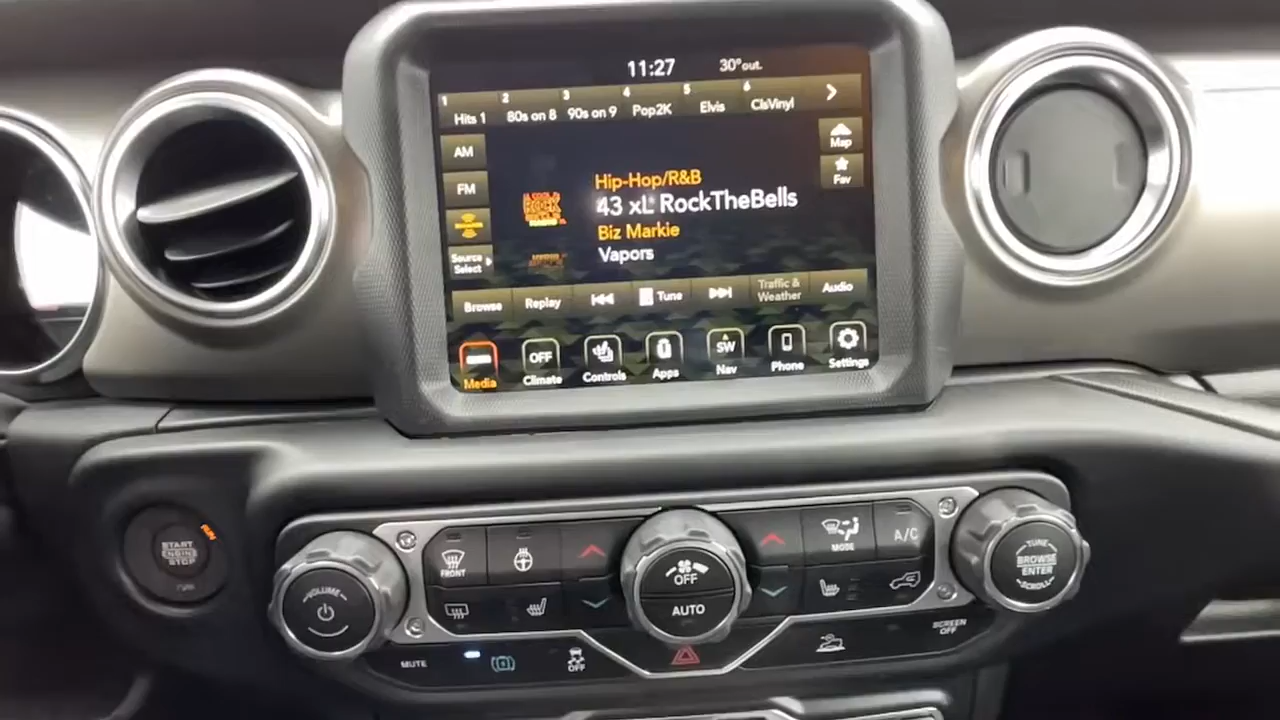 11:27 30° out.
1 2 3 4 5 6
Hits 1 80s on 8 90s on 9 Pop2K Elvis ClsVinyl
AM
Map
FM
Fav
Hip-Hop/R&B
43 xL RockTheBells
Biz Markie
Vapors
Source
Select
Browse Replay Tune Traffic & Weather Audio
OFF SW
Media Climate Controls Apps Nav Phone Settings
START
ENGINE
STOP
RUN
FRONT
OFF
AUTO
MODE
A/C
VOLUME
TUNE
BROWSE
ENTER
SCROLL
MUTE
OFF
SCREEN
OFF